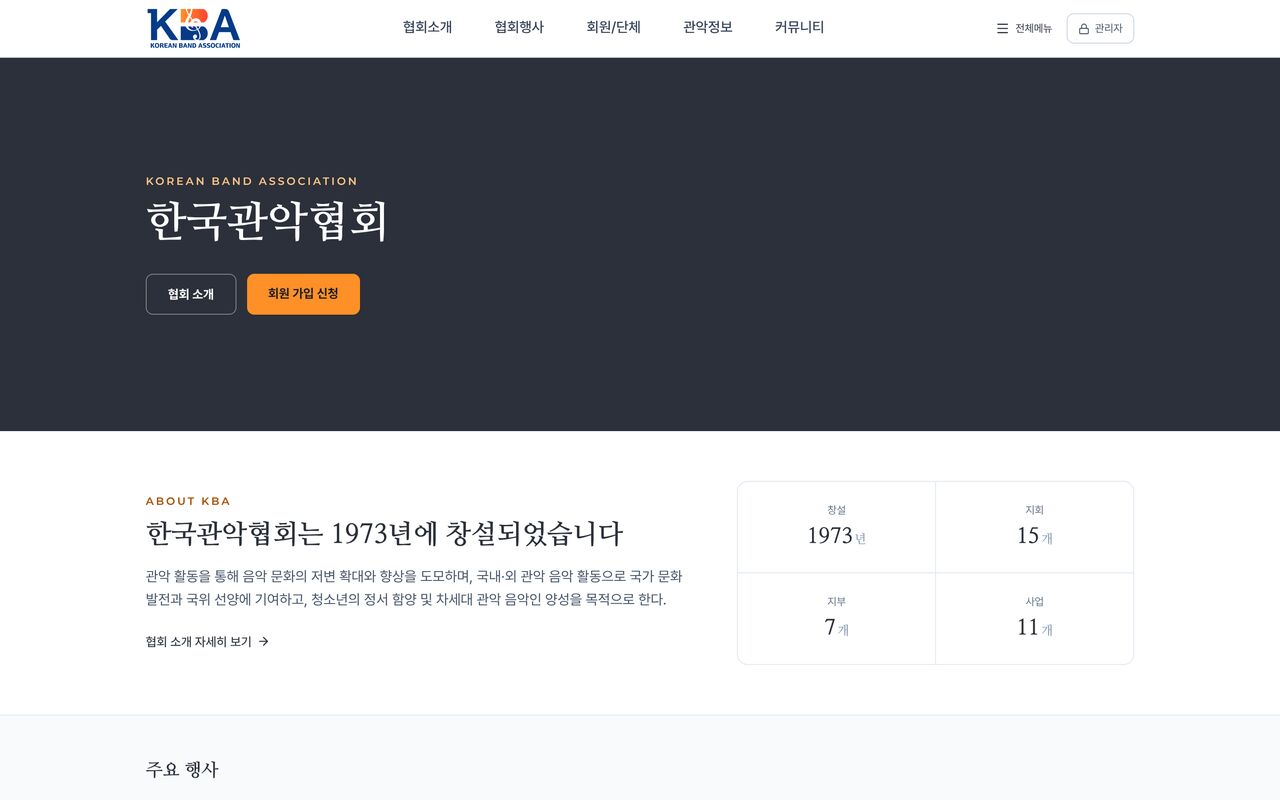 KBA
KOREAN BAND ASSOCIATION
협회소개
협회행사
회원/단체
관악정보
커뮤니티
전체메뉴
관리자
KOREAN BAND ASSOCIATION
한국관악협회
협회 소개
회원 가입 신청
ABOUT KBA
한국관악협회는 1973년에 창설되었습니다
관악 활동을 통해 음악 문화의 저변 확대와 향상을 도모하며, 국내·외 관악 음악 활동으로 국가 문화
발전과 국위 선양에 기여하고, 청소년의 정서 함양 및 차세대 관악 음악인 양성을 목적으로 한다.
협회 소개 자세히 보기 →
창설
1973년
지회
15개
지부
7개
사업
11개
주요 행사